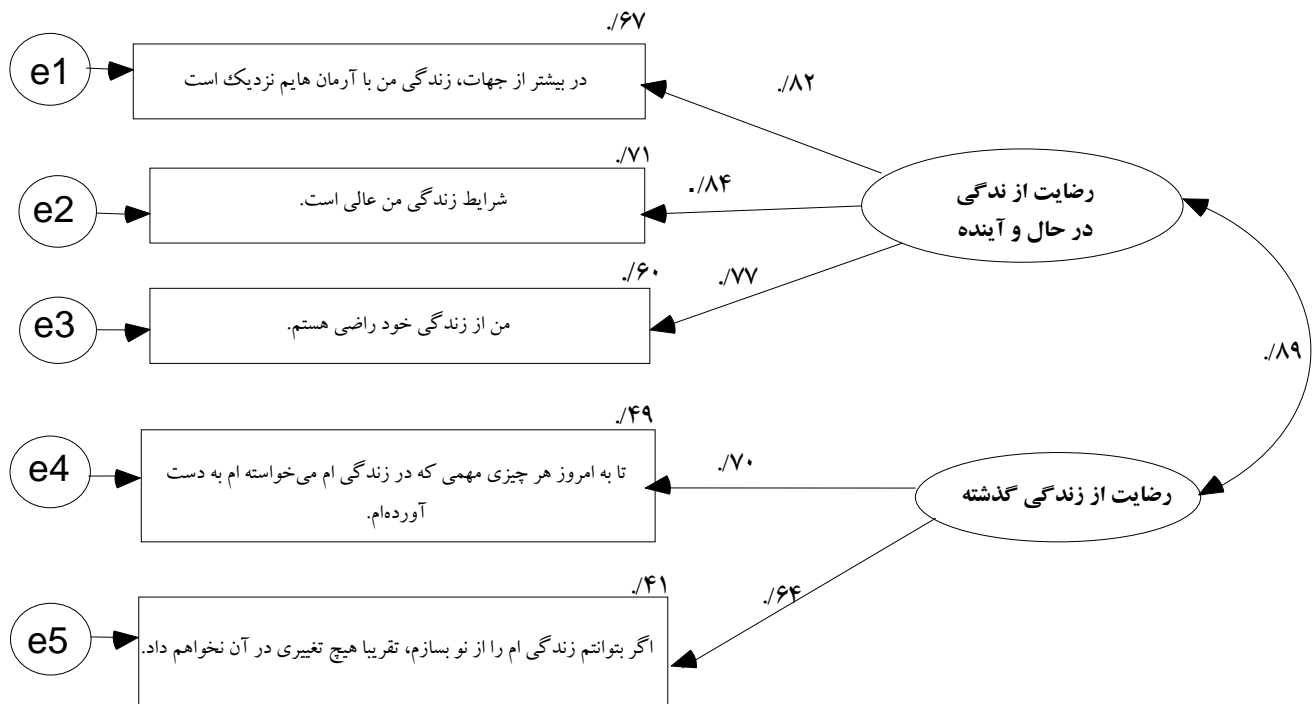 ./۶۷
e1
در بیشتر از جهات، زندگی من با آرمان هایم نزدیک است
./۸۲
./۷۱
e2
شرایط زندگی من عالی است.
./۸۴
رضایت از ندگی
در حال و آینده
./۶۰
e3
من از زندگی خود راضی هستم.
./۷۷
./۸۹
./۴۹
e4
تا به امروز هر چیزی مهمی که در زندگی ام می‌خواسته ام به دست
آورده‌ام.
./۷۰
رضایت از زندگی گذشته
./۴۱
e5
اگر بتوانتم زندگی ام را از نو بسازم، تقریبا هیچ تغییری در آن نخواهم داد.
./۶۴